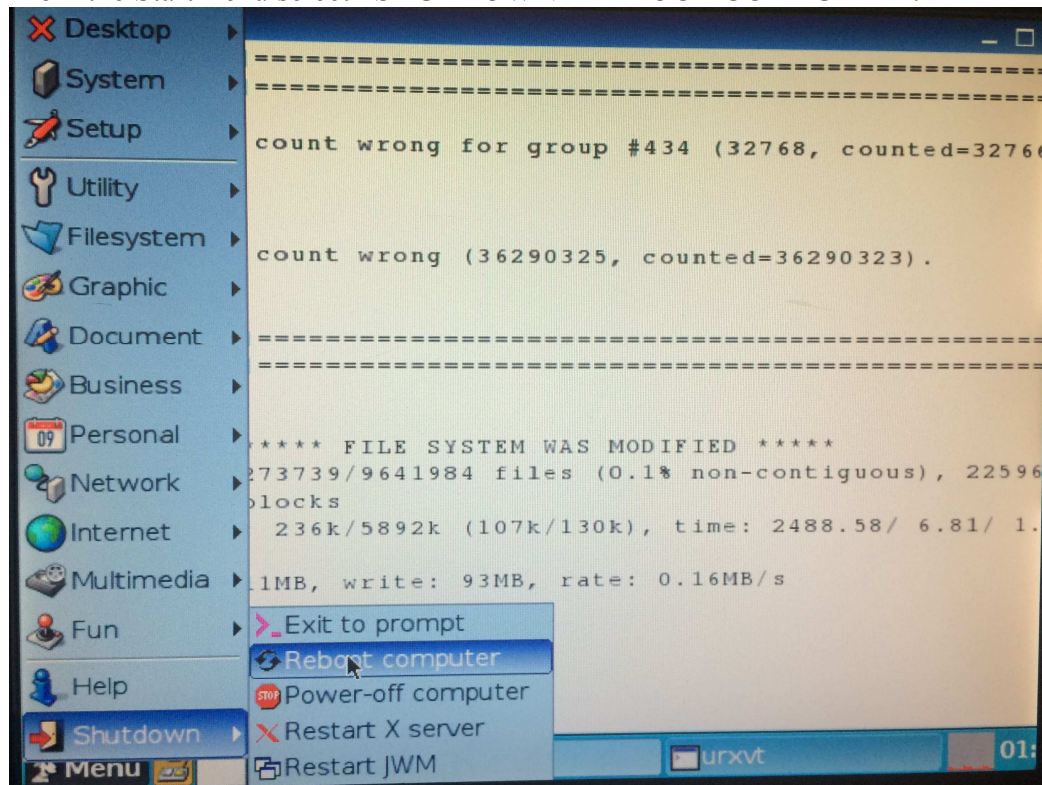 Desktop
System
Setup
Utility
Filesystem
Graphic
Document
Business
09 Personal
Network
Internet
Multimedia
Fun
Help
Shutdown
Menu
================================================
================================================
count wrong for group #434 (32768, counted=32766
count wrong (36290325, counted=36290323).
================================================
================================================
***** FILE SYSTEM WAS MODIFIED *****
273739/9641984 files (0.1% non-contiguous), 22596
blocks
236k/5892k (107k/130k), time: 2488.58/ 6.81/ 1.
1MB, write: 93MB, rate: 0.16MB/s
Exit to prompt
Reboot computer
STOP Power-off computer
Restart X server
Restart JWM
urxvt
01: